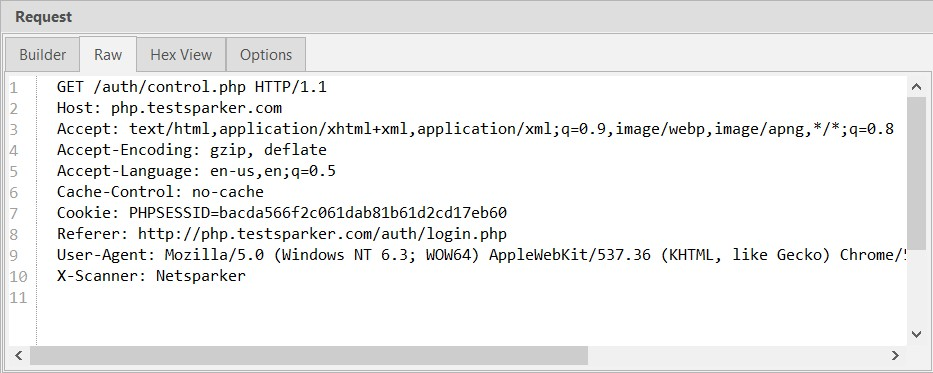 Request
Builder Raw Hex View Options
1 GET /auth/control.php HTTP/1.1
2 Host: php.testsparker.com
3 Accept: text/html,application/xhtml+xml,application/xml;q=0.9,image/webp,image/apng,*/*;q=0.8
4 Accept-Encoding: gzip, deflate
5 Accept-Language: en-us,en;q=0.5
6 Cache-Control: no-cache
7 Cookie: PHPSESSID=bacda566f2c061dab81b61d2cd17eb60
8 Referer: http://php.testsparker.com/auth/login.php
9 User-Agent: Mozilla/5.0 (Windows NT 6.3; WOW64) AppleWebKit/537.36 (KHTML, like Gecko) Chrome/
10 X-Scanner: Netsparker
11